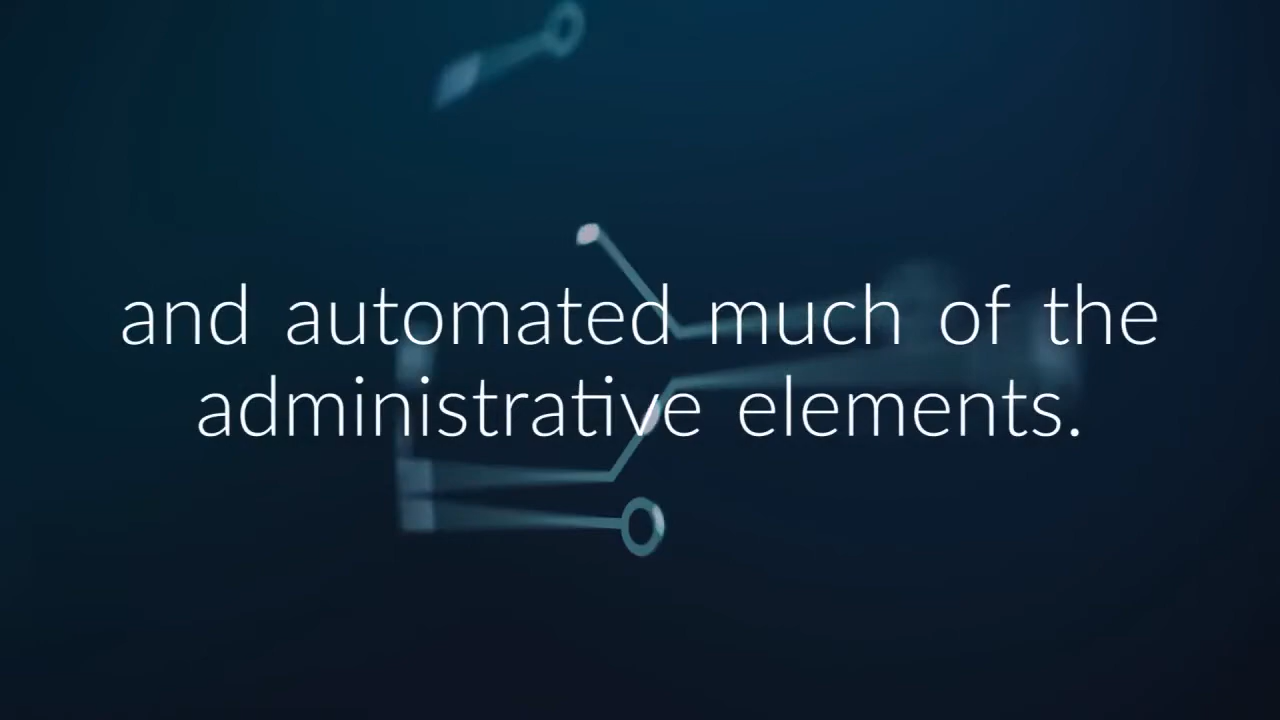 and automated much of the
administrative elements.